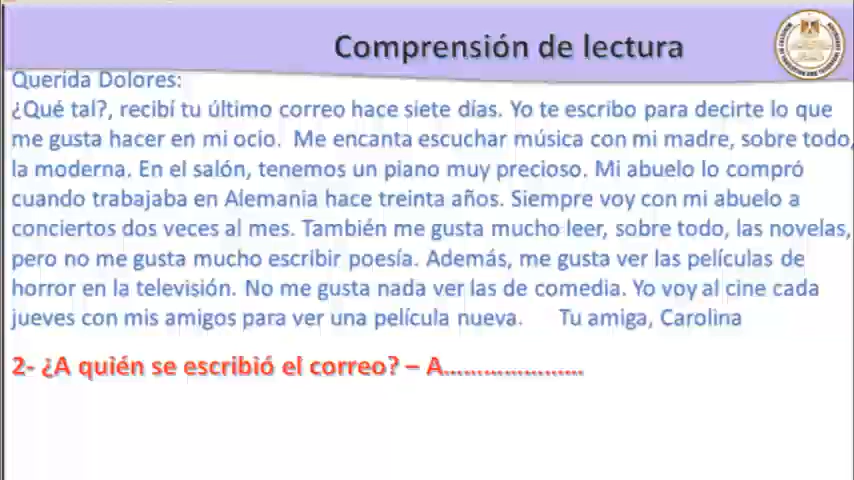 Comprensión de lectura
Querida Dolores:
¿Qué tal?, recibí tu último correo hace siete días. Yo te escribo para decirte lo que
me gusta hacer en mi ocio. Me encanta escuchar música con mi madre, sobre todo,
la moderna. En el salón, tenemos un piano muy precioso. Mi abuelo lo compró
cuando trabajaba en Alemania hace treinta años. Siempre voy con mi abuelo a
conciertos dos veces al mes. También me gusta mucho leer, sobre todo, las novelas,
pero no me gusta mucho escribir poesía. Además, me gusta ver las películas de
horror en la televisión. No me gusta nada ver las de comedia. Yo voy al cine cada
jueves con mis amigos para ver una película nueva. Tu amiga, Carolina
2- ¿A quién se escribió el correo? – A.....................